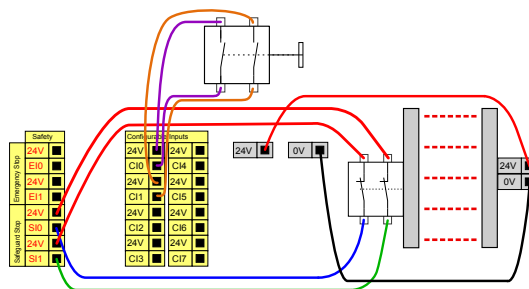 Safety
Emergency Stop
24V
EI0
24V
EI1
Safeguard Stop
24V
SI0
24V
SI1
Configurable Inputs
24V 24V
CI0 CI4
24V 24V
CI1 CI5
24V 24V
CI2 CI6
24V 24V
CI3 CI7
24V 0V
24V
0V